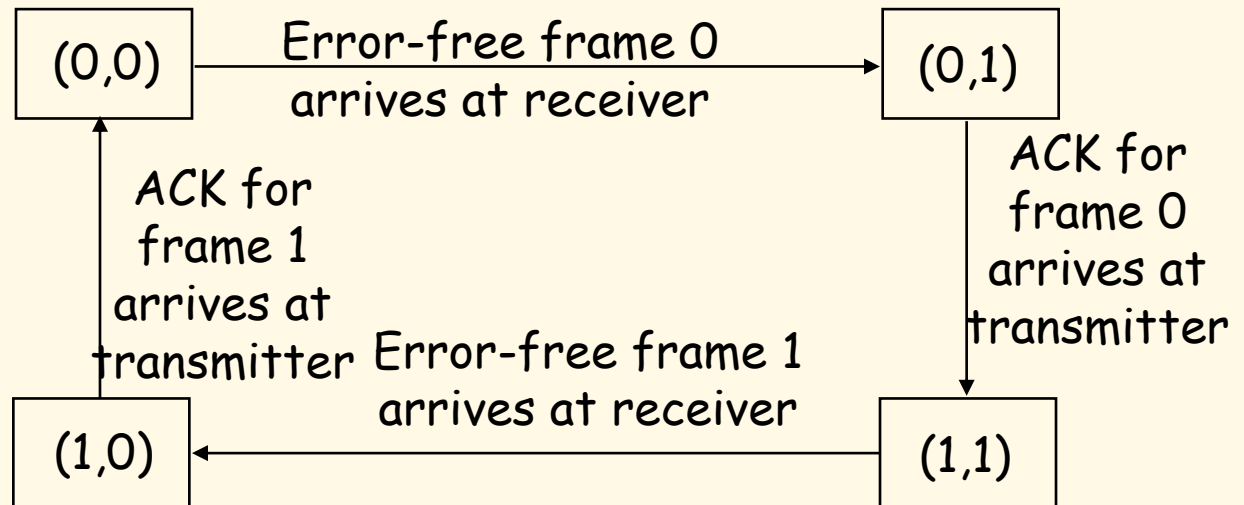 (0,0)
Error-free frame 0
arrives at receiver
(0,1)
ACK for
frame 0
arrives at
transmitter
ACK for
frame 1
arrives at
transmitter
Error-free frame 1
arrives at receiver
(1,0)
(1,1)